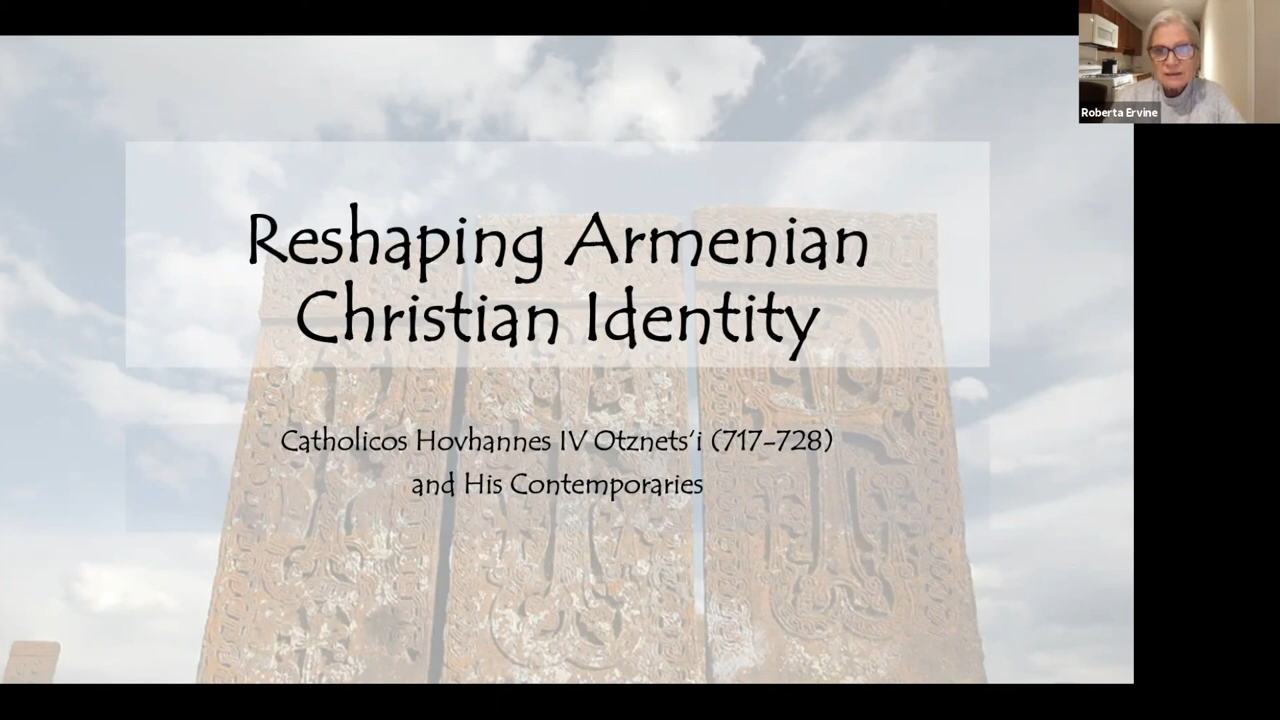 Roberta Ervine
Reshaping Armenian
Christian Identity
Catholicos Hovhannes IV Otznets'i (717-728)
and His Contemporaries